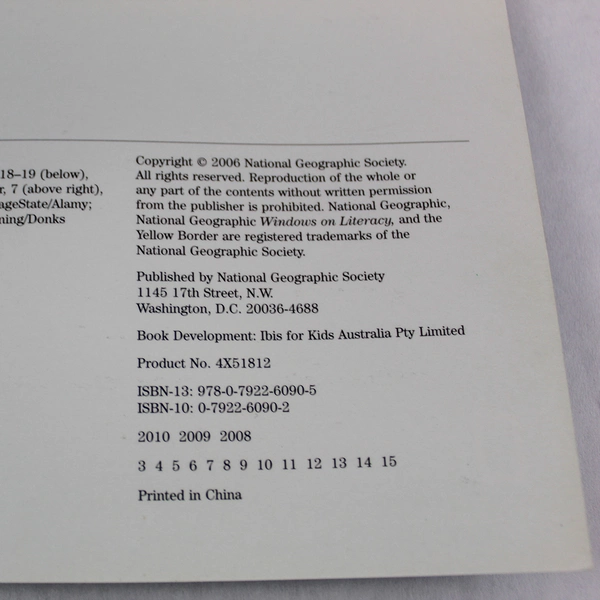 18–19 (below),
r, 7 (above right),
ageState/Alamy;
ning/Donks
Copyright © 2006 National Geographic Society.
All rights reserved. Reproduction of the whole or
any part of the contents without written permission
from the publisher is prohibited. National Geographic,
National Geographic Windows on Literacy, and the
Yellow Border are registered trademarks of the
National Geographic Society.
Published by National Geographic Society
1145 17th Street, N.W.
Washington, D.C. 20036-4688
Book Development: Ibis for Kids Australia Pty Limited
Product No. 4X51812
ISBN-13: 978-0-7922-6090-5
ISBN-10: 0-7922-6090-2
2010 2009 2008
3 4 5 6 7 8 9 10 11 12 13 14 15
Printed in China